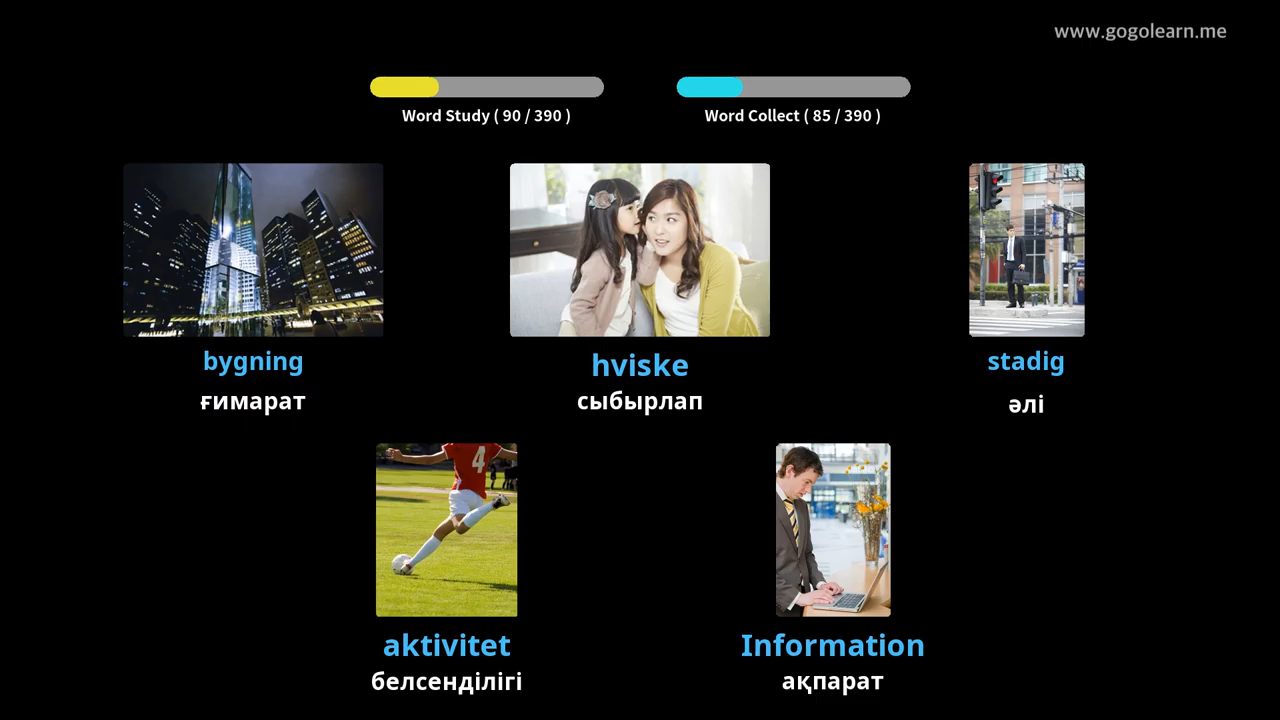 www.gogolearn.me
Word Study ( 90 / 390 )
Word Collect ( 85 / 390 )
bygning
ғимарат
hviske
сыбырлап
stadig
әлі
4
aktivitet
белсенділігі
Information
ақпарат